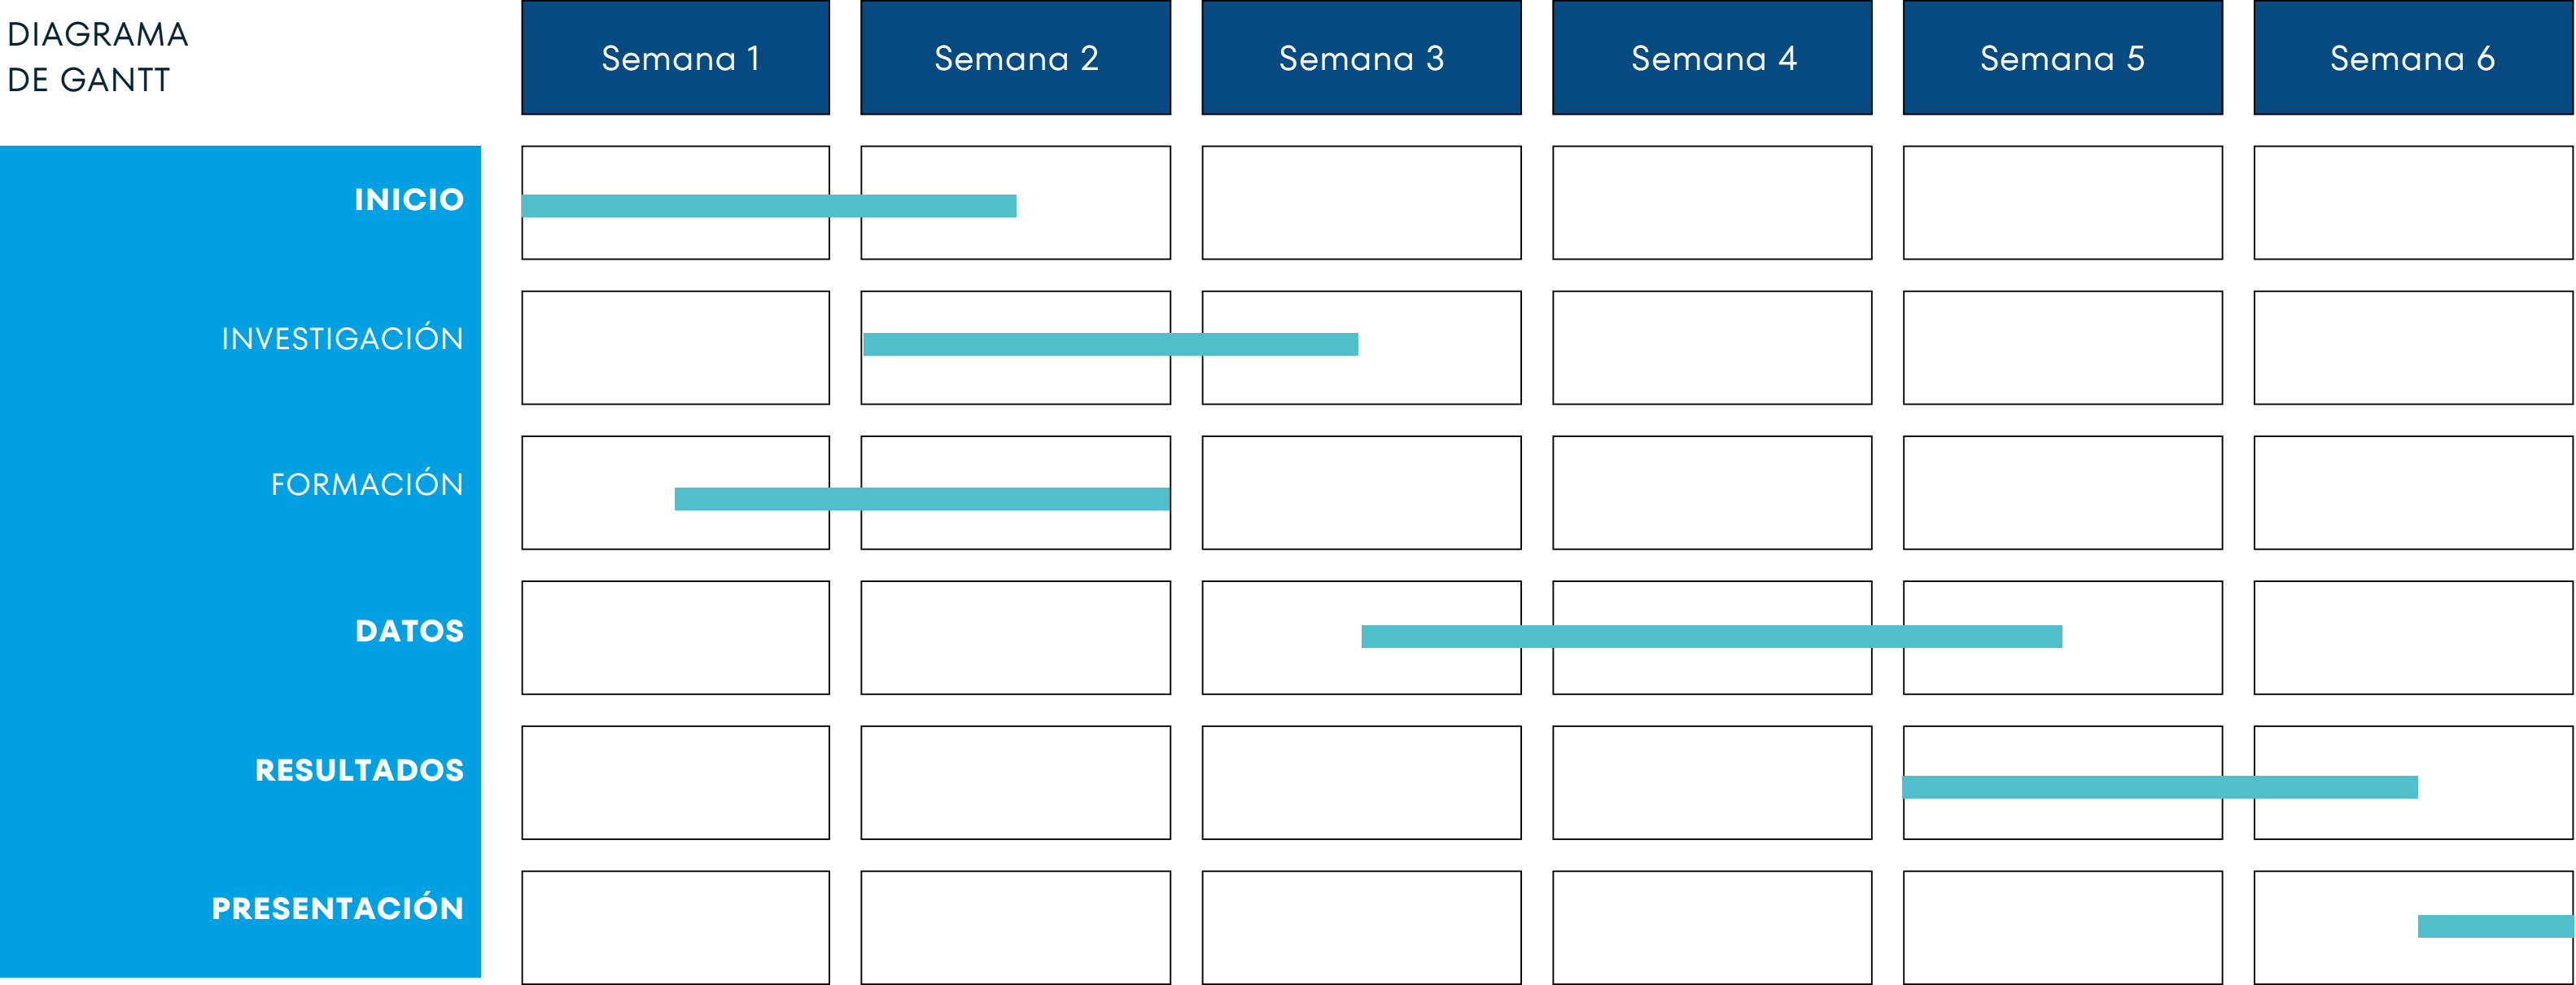 DIAGRAMA
DE GANTT
Semana 1
Semana 2
Semana 3
Semana 4
Semana 5
Semana 6
INICIO
INVESTIGACIÓN
FORMACIÓN
DATOS
RESULTADOS
PRESENTACIÓN